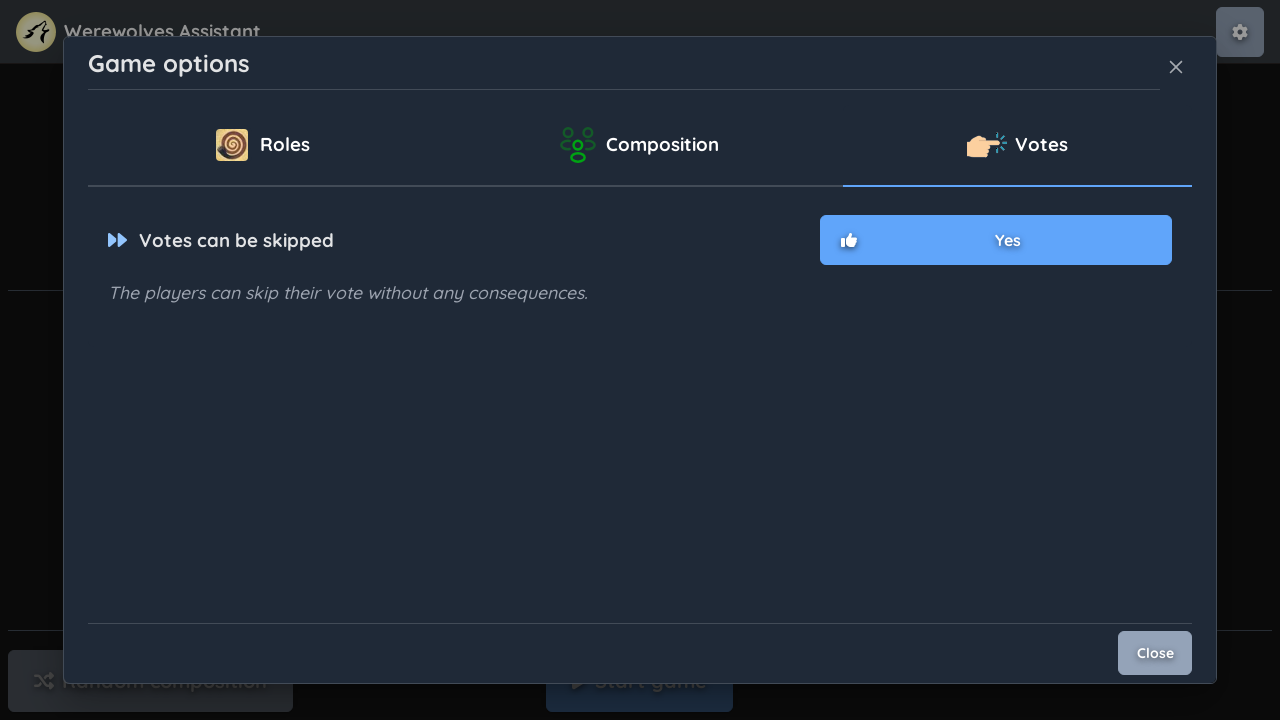 Werewolves Assistant
Game options
Roles
Composition
Votes
Votes can be skipped
Yes
The players can skip their vote without any consequences.
Close
Random composition
Start game